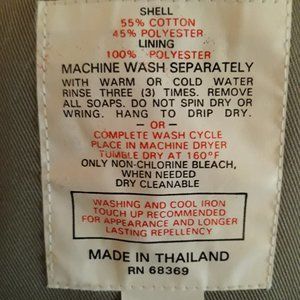 SHELL
55% COTTON
45% POLYESTER
LINING
100% POLYESTER
MACHINE WASH SEPARATELY
WITH WARM OR COLD WATER
RINSE THREE (3) TIMES. REMOVE
ALL SOAPS. DO NOT SPIN DRY OR
WRING. HANG TO DRIP DRY.
— OR —
COMPLETE WASH CYCLE
PLACE IN MACHINE DRYER
TUMBLE DRY AT 160°F
ONLY NON-CHLORINE BLEACH,
WHEN NEEDED
DRY CLEANABLE
WASHING AND COOL IRON
TOUCH UP RECOMMENDED
FOR APPEARANCE AND LONGER
LASTING REPELLENCY
MADE IN THAILAND
RN 68369